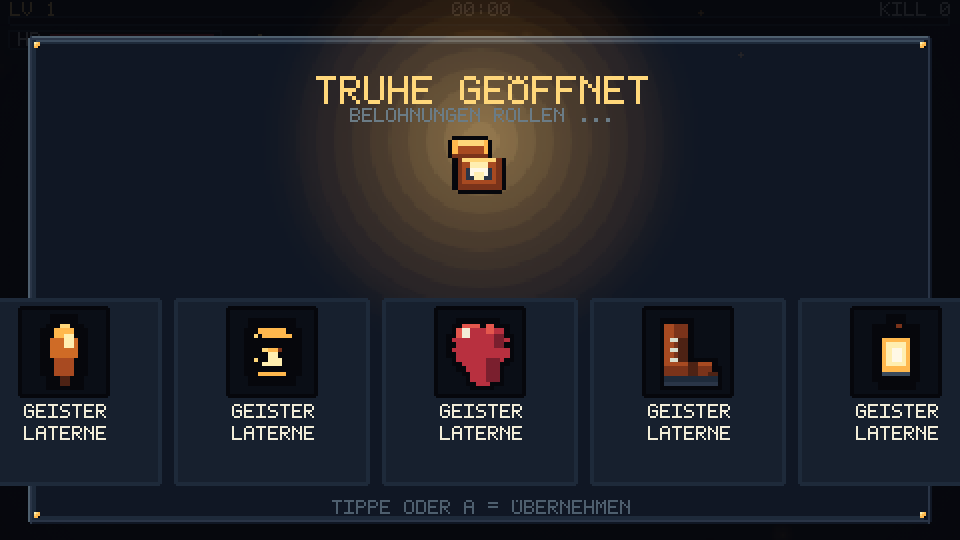 LV 1
00:00
KILL 0
HP
TRUHE GEÖFFNET
BELOHNUNGEN ROLLEN ...
GEISTER
LATERNE
GEISTER
LATERNE
GEISTER
LATERNE
GEISTER
LATERNE
GEISTER
LATERNE
TIPPE ODER A = ÜBERNEHMEN